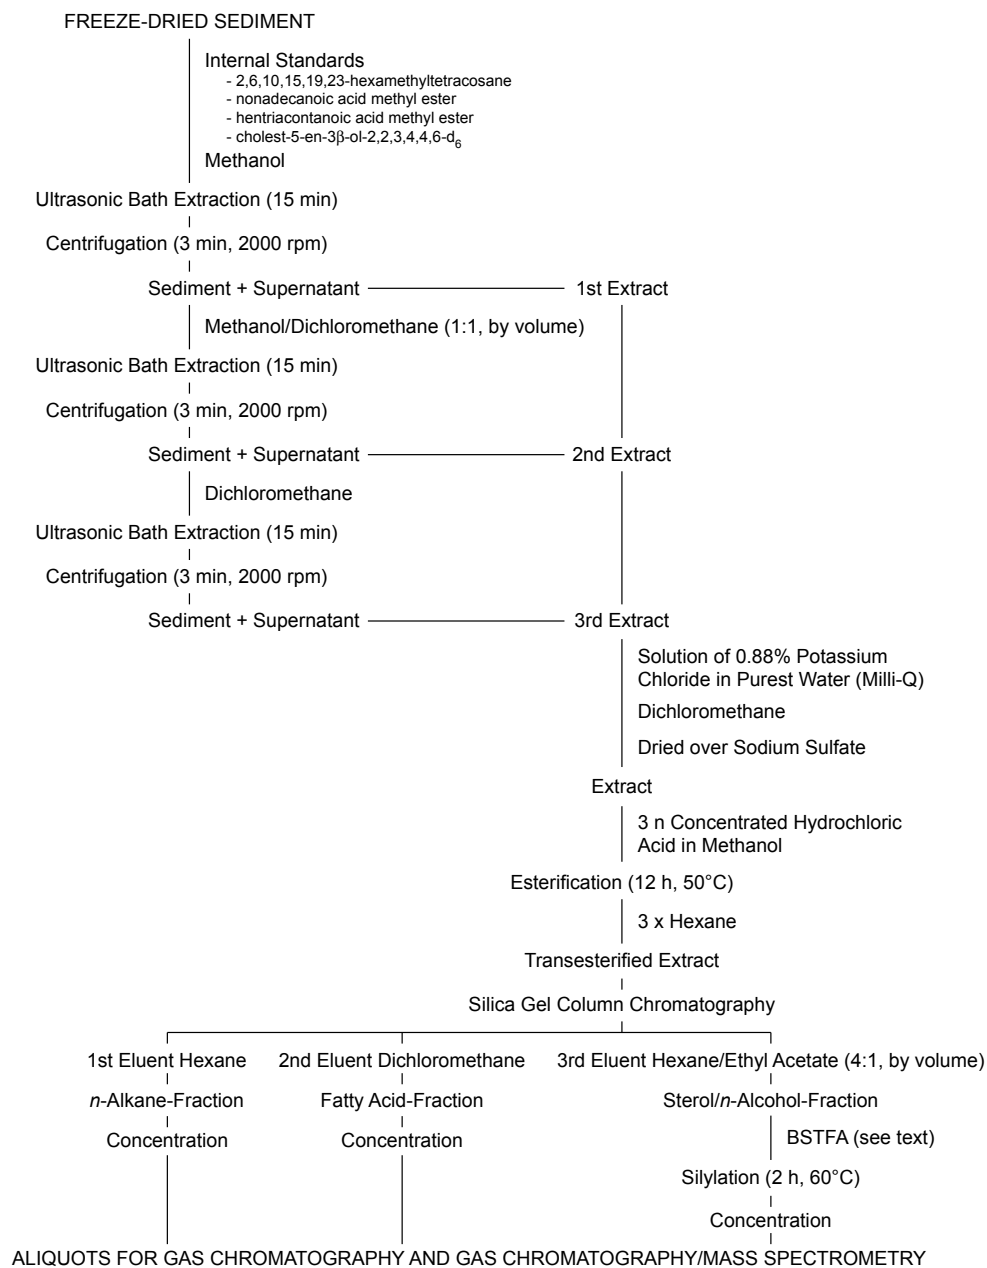 FREEZE-DRIED SEDIMENT
Internal Standards
- 2,6,10,15,19,23-hexamethyltetracosane
- nonadecanoic acid methyl ester
- hentriacontanoic acid methyl ester
- cholest-5-en-3β-ol-2,2,3,4,4,6-d₆
Methanol
Ultrasonic Bath Extraction (15 min)
Centrifugation (3 min, 2000 rpm)
Sediment + Supernatant
1st Extract
Methanol/Dichloromethane (1:1, by volume)
Ultrasonic Bath Extraction (15 min)
Centrifugation (3 min, 2000 rpm)
Sediment + Supernatant
2nd Extract
Dichloromethane
Ultrasonic Bath Extraction (15 min)
Centrifugation (3 min, 2000 rpm)
Sediment + Supernatant
3rd Extract
Solution of 0.88% Potassium
Chloride in Purest Water (Milli-Q)
Dichloromethane
Dried over Sodium Sulfate
Extract
3 n Concentrated Hydrochloric
Acid in Methanol
Esterification (12 h, 50°C)
3 x Hexane
Transesterified Extract
Silica Gel Column Chromatography
1st Eluent Hexane
2nd Eluent Dichloromethane
3rd Eluent Hexane/Ethyl Acetate (4:1, by volume)
n-Alkane-Fraction
Fatty Acid-Fraction
Sterol/n-Alcohol-Fraction
Concentration
Concentration
BSTFA (see text)
Silylation (2 h, 60°C)
Concentration
ALIQUOTS FOR GAS CHROMATOGRAPHY AND GAS CHROMATOGRAPHY/MASS SPECTROMETRY